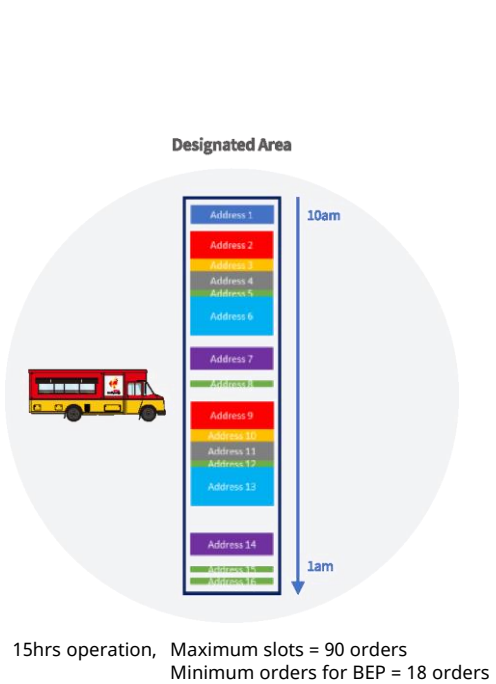 Designated Area
Address 1
10am
Address 2
Address 3
Address 4
Address 5
Address 6
Address 7
Address 8
Address 9
Address 10
Address 11
Address 12
Address 13
Address 14
Address 15
1am
Address 16
15hrs operation, Maximum slots = 90 orders
Minimum orders for BEP = 18 orders